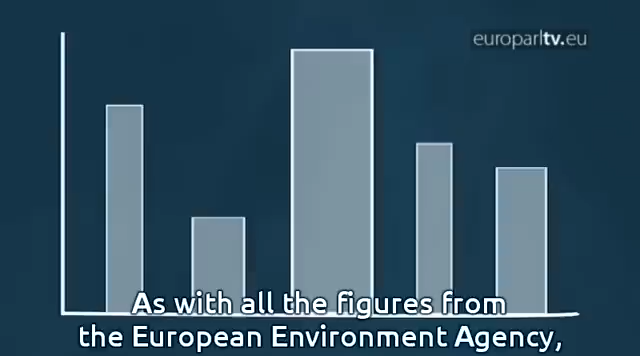 europarltv.eu
As with all the figures from
the European Environment Agency,